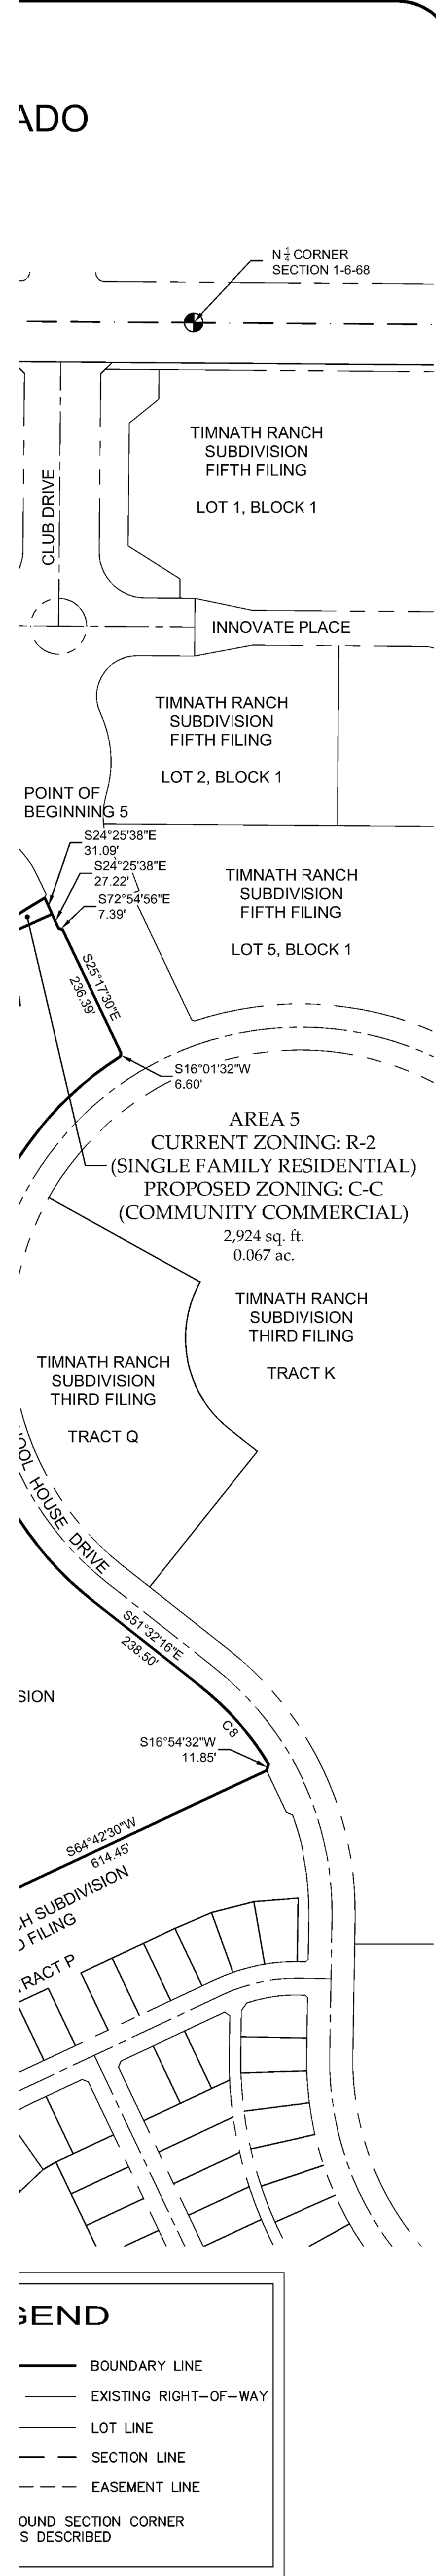 ADO
N 1/4 CORNER
SECTION 1-6-68
TIMNATH RANCH
SUBDIVISION
FIFTH FILING
LOT 1, BLOCK 1
CLUB DRIVE
INNOVATE PLACE
TIMNATH RANCH
SUBDIVISION
FIFTH FILING
LOT 2, BLOCK 1
POINT OF
BEGINNING 5
S24°25'38"E
31.09'
S24°25'38"E
27.22'
S72°54'56"E
7.39'
TIMNATH RANCH
SUBDIVISION
FIFTH FILING
LOT 5, BLOCK 1
S25°17'30"E
236.39'
S16°01'32"W
6.60'
AREA 5
CURRENT ZONING: R-2
(SINGLE FAMILY RESIDENTIAL)
PROPOSED ZONING: C-C
(COMMUNITY COMMERCIAL)
2,924 sq. ft.
0.067 ac.
TIMNATH RANCH
SUBDIVISION
THIRD FILING
TRACT K
TIMNATH RANCH
SUBDIVISION
THIRD FILING
TRACT Q
OOL HOUSE DRIVE
S51°32'16"E
238.50'
SION
C8
S16°54'32"W
11.85'
S64°42'30"W
614.45'
CH SUBDIVISION
D FILING
TRACT P
GEND
BOUNDARY LINE
EXISTING RIGHT-OF-WAY
LOT LINE
SECTION LINE
EASEMENT LINE
OUND SECTION CORNER
S DESCRIBED